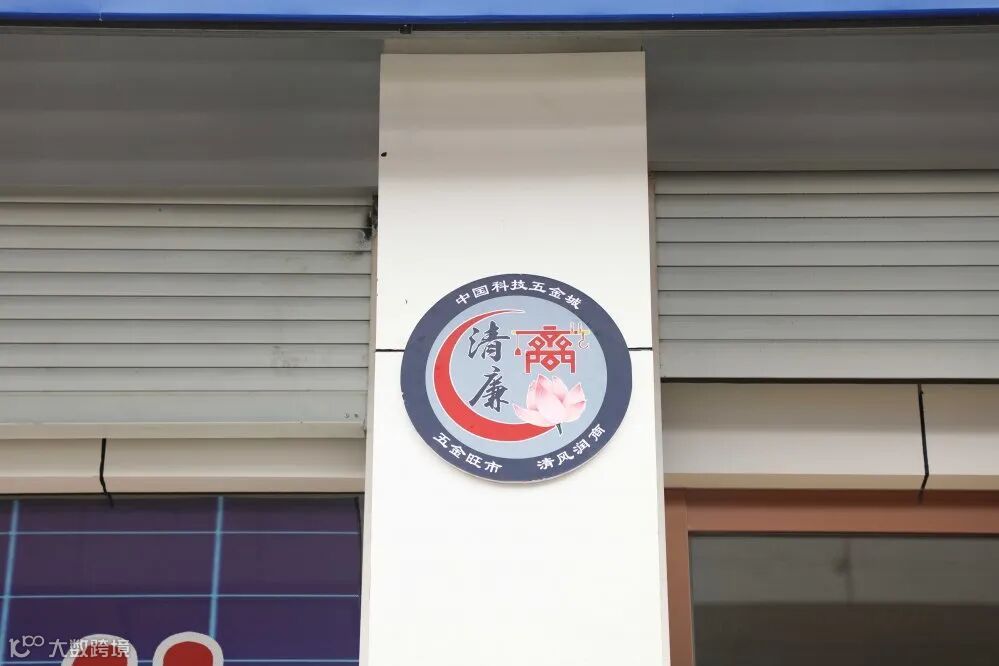 中国科技五金城
清廉
商
五金旺市 清风润商
大数跨境